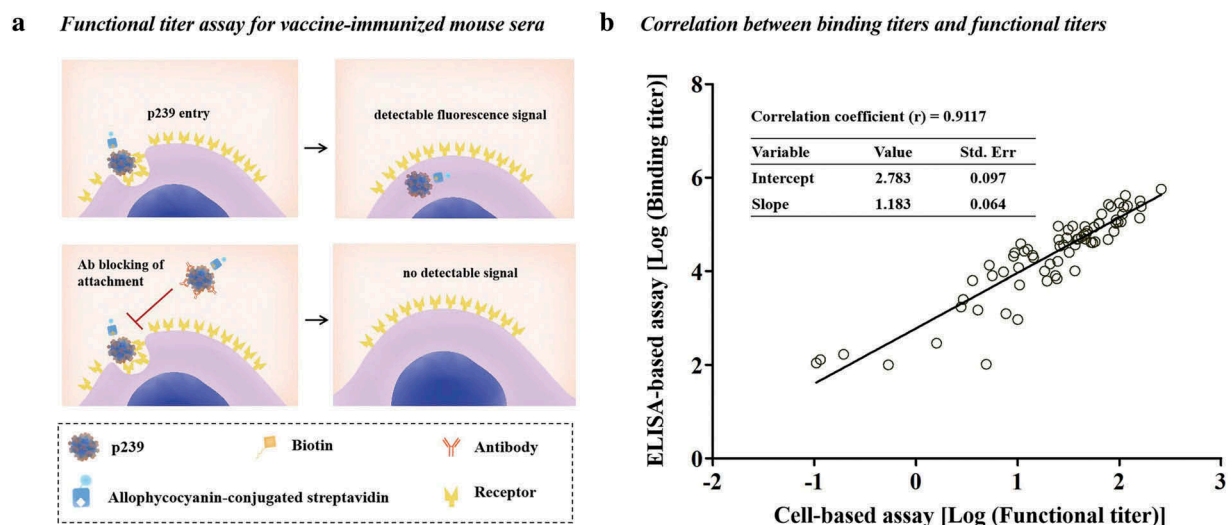 a Functional titer assay for vaccine-immunized mouse sera
p239 entry
detectable fluorescence signal
Ab blocking of
attachment
no detectable signal
p239
Biotin
Antibody
Allophycocyanin-conjugated streptavidin
Receptor
b Correlation between binding titers and functional titers
ELISA-based assay [Log (Binding titer)]
8
6
4
2
0
Correlation coefficient (r) = 0.9117
Variable Value Std. Err
Intercept 2.783 0.097
Slope 1.183 0.064
-2 -1 0 1 2 3
Cell-based assay [Log (Functional titer)]